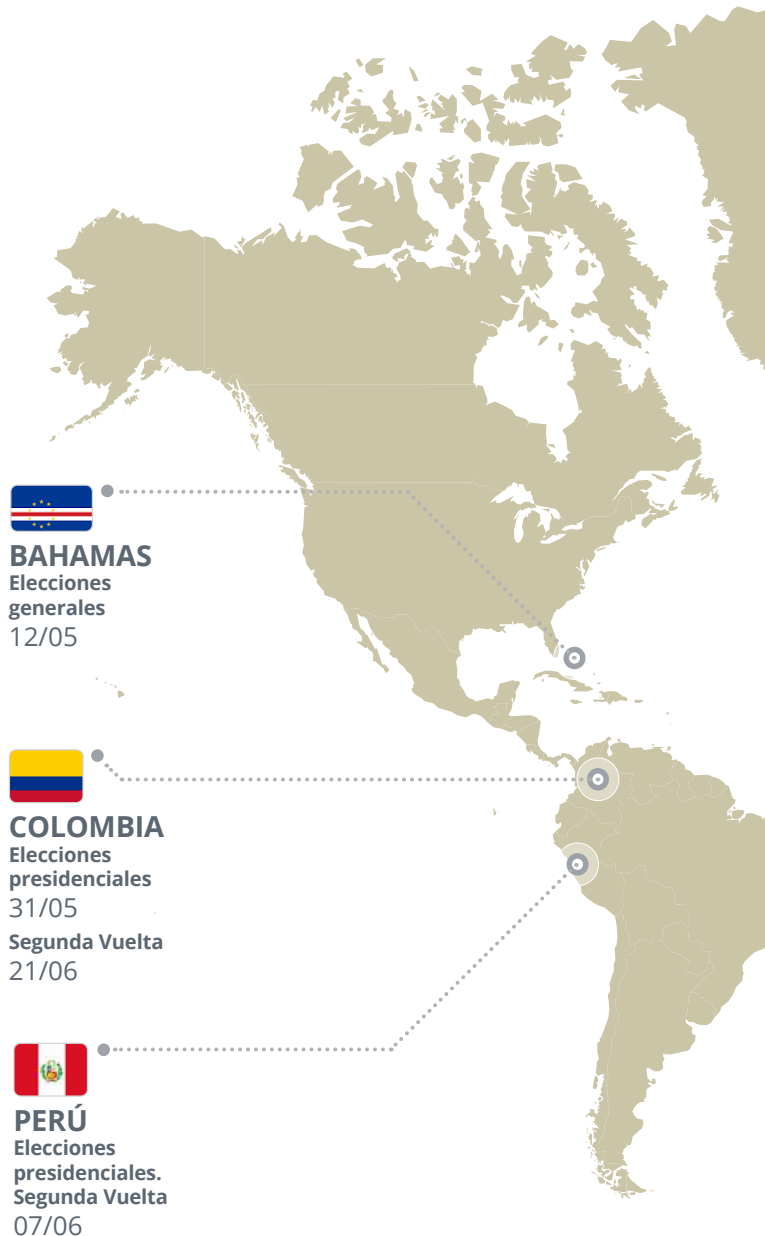 BAHAMAS
Elecciones
generales
12/05
COLOMBIA
Elecciones
presidenciales
31/05
Segunda Vuelta
21/06
PERÚ
Elecciones
presidenciales.
Segunda Vuelta
07/06